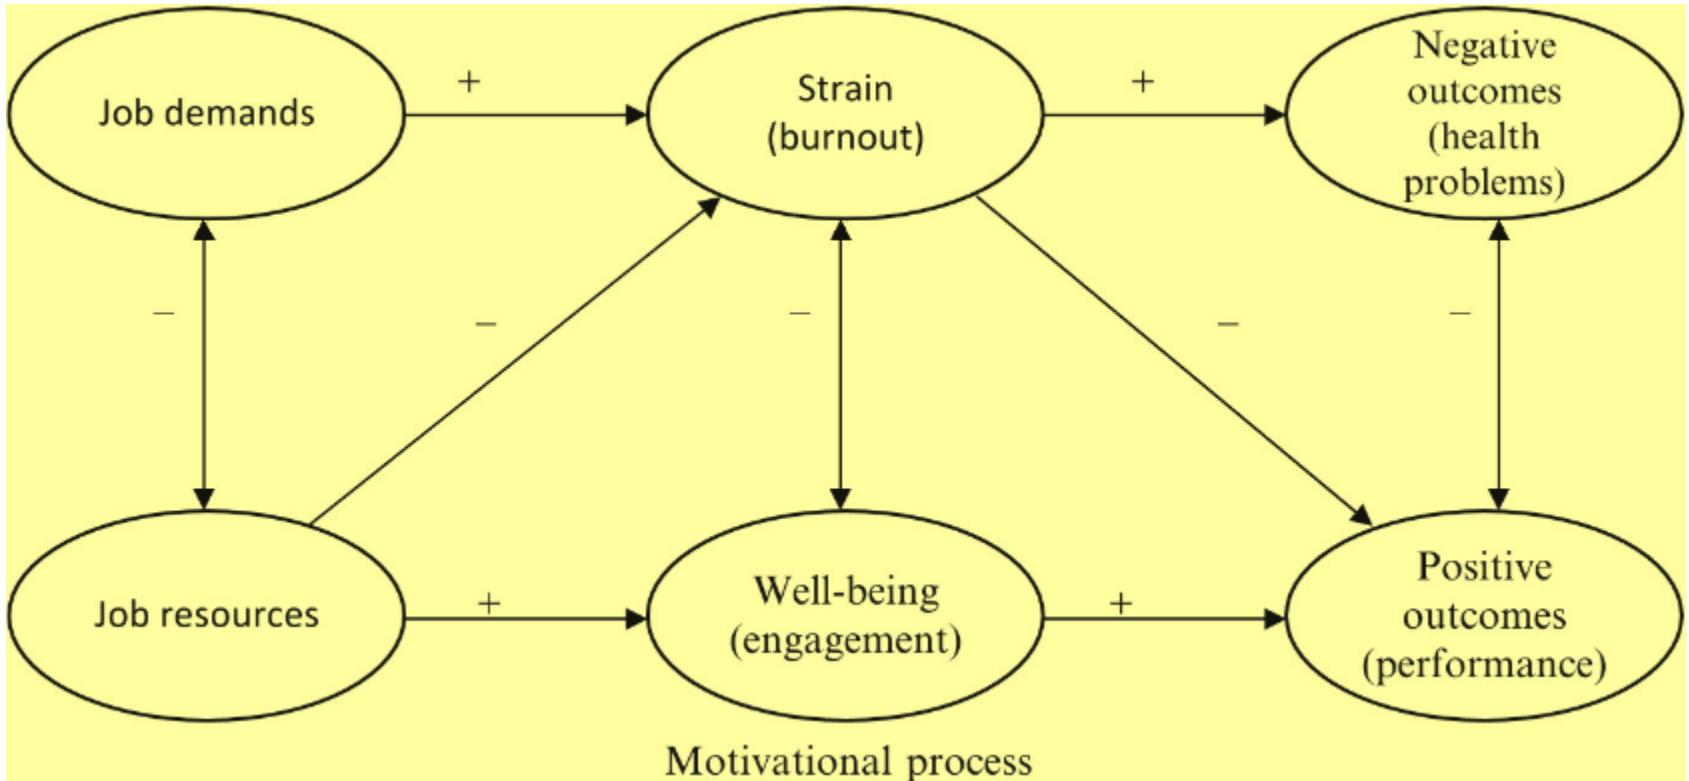 Job demands
+
Strain
(burnout)
+
Negative
outcomes
(health
problems)
–
–
–
–
–
Job resources
+
Well-being
(engagement)
+
Positive
outcomes
(performance)
Motivational process